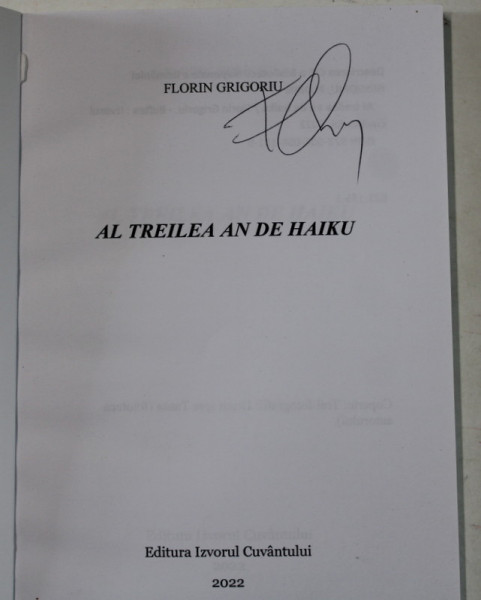 FLORIN GRIGORIU
AL TREILEA AN DE HAIKU
Editura Izvorul Cuvântului
2022